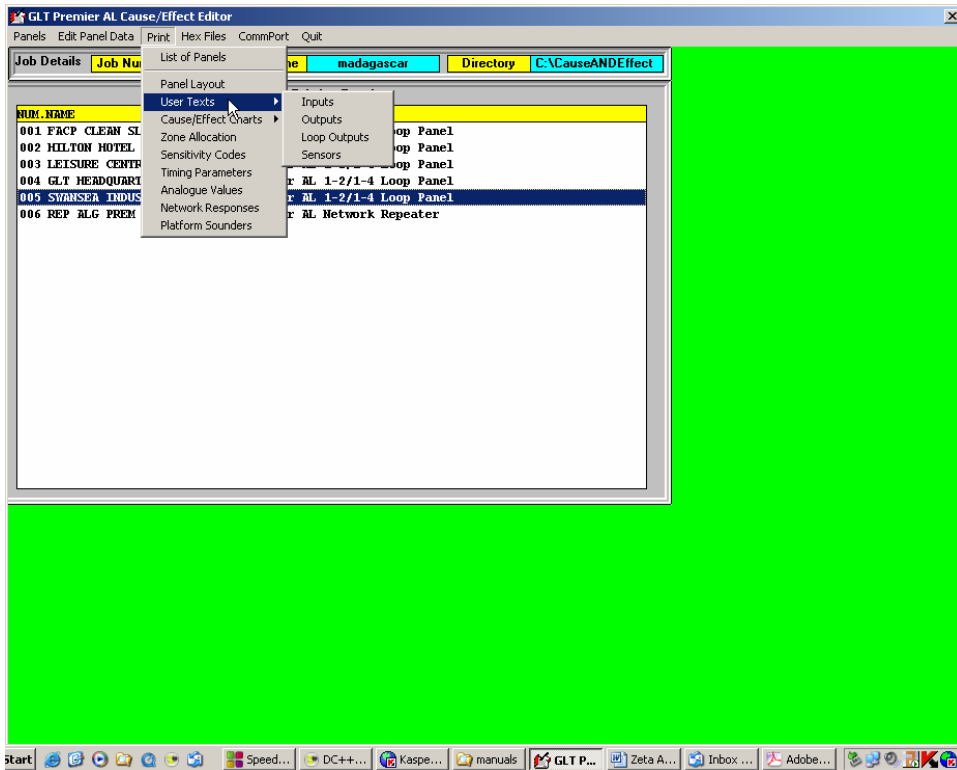 GLT Premier AL Cause/Effect Editor
Panels Edit Panel Data Print Hex Files CommPort Quit
Job Details Job Nu madagascar Directory C:\CauseANDEffect
List of Panels
Panel Layout
User Texts
Cause/Effect Charts
Zone Allocation
Sensitivity Codes
Timing Parameters
Analogue Values
Network Responses
Platform Sounders
Inputs
Outputs
Loop Outputs
Sensors
NUM.NAME
001 FACP CLEAN SL oop Panel
002 HILTON HOTEL oop Panel
003 LEISURE CENTR oop Panel
004 GLT HEADQUART r AL 1-2/1-4 Loop Panel
005 SWANSEA INDUS r AL 1-2/1-4 Loop Panel
006 REP ALG PREM r AL Network Repeater
Start Speed... DC++... Kaspe... manuals GLT P... Zeta A... Inbox ... Adobe...